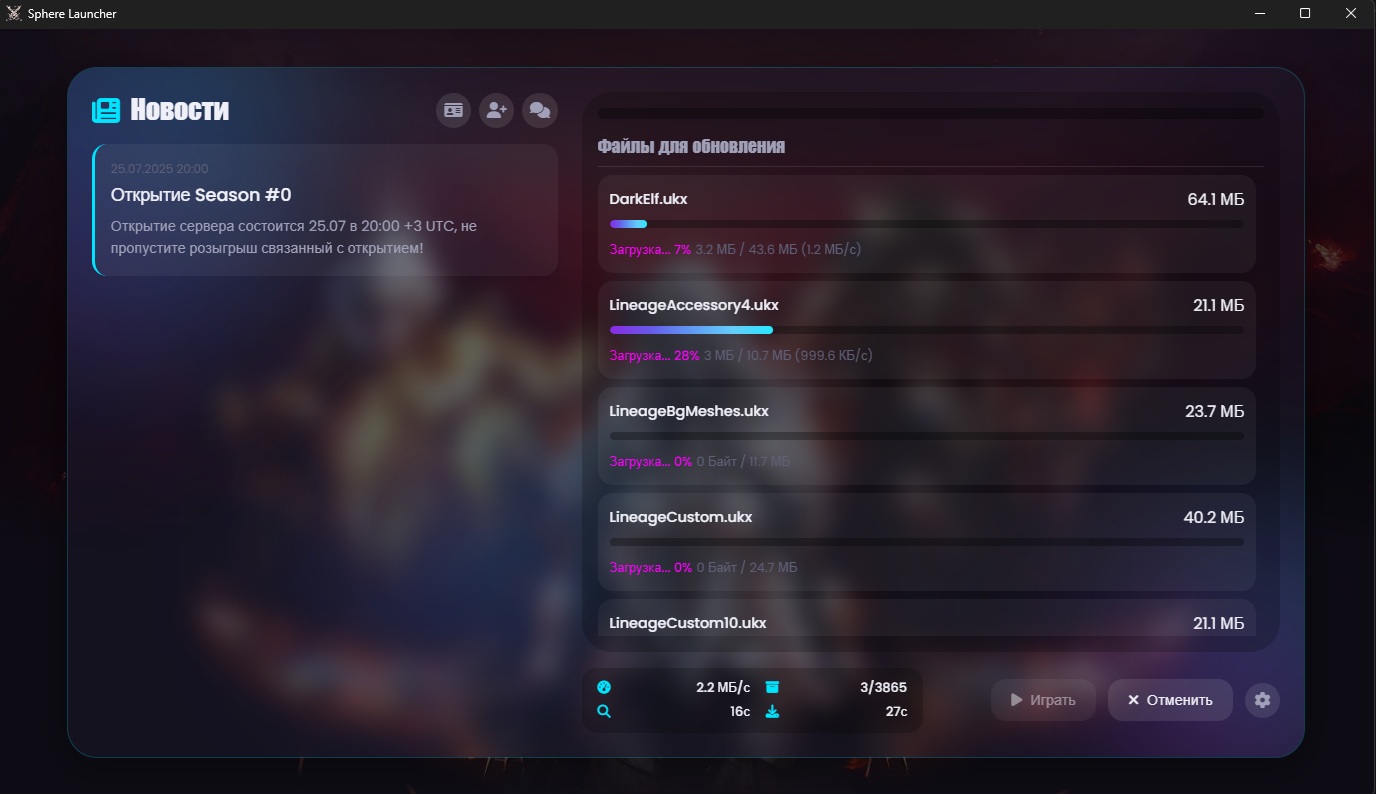 Sphere Launcher
Новости
25.07.2025 20:00
Открытие Season #0
Открытие сервера состоится 25.07 в 20:00 +3 UTC, не
пропустите розыгрыш связанный с открытием!
Файлы для обновления
DarkElf.ukx 64.1 МБ
Загрузка... 7% 3.2 МБ / 43.6 МБ (1.2 МБ/с)
LineageAccessory4.ukx 21.1 МБ
Загрузка... 28% 3 МБ / 10.7 МБ (999.6 КБ/с)
LineageBgMeshes.ukx 23.7 МБ
Загрузка... 0% 0 Байт / 11.7 МБ
LineageCustom.ukx 40.2 МБ
Загрузка... 0% 0 Байт / 24.7 МБ
LineageCustom10.ukx 21.1 МБ
2.2 МБ/с 3/3865
16с 27с
Играть Отменить